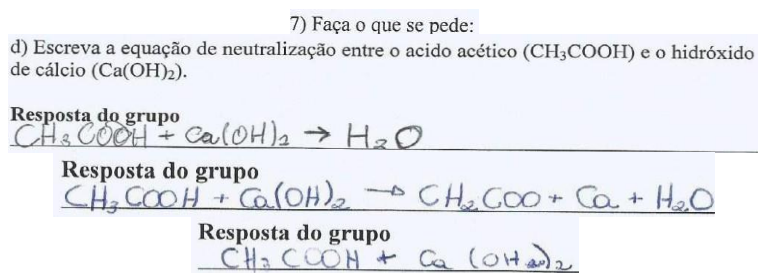 7) Faça o que se pede:
d) Escreva a equação de neutralização entre o acido acético (CH₃COOH) e o hidróxido
de cálcio (Ca(OH)₂).
Resposta do grupo
CH₃COOH + Ca(OH)₂ → H₂O
Resposta do grupo
CH₃COOH + Ca(OH)₂ → CH₂COO + Ca + H₂O
Resposta do grupo
CH₃COOH + Ca (OH)₂